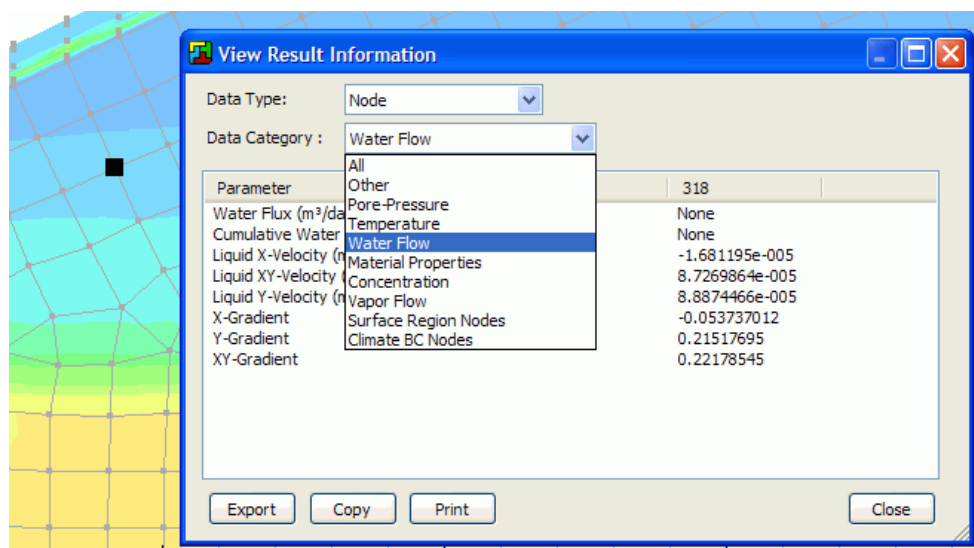 View Result Information
Data Type: Node
Data Category : Water Flow
All
Other
Pore-Pressure
Temperature
Water Flow
Material Properties
Concentration
Vapor Flow
Surface Region Nodes
Climate BC Nodes
Parameter 318
Water Flux (m³/da None
Cumulative Water None
Liquid X-Velocity (m -1.681195e-005
Liquid XY-Velocity ( 8.7269864e-005
Liquid Y-Velocity (m 8.8874466e-005
X-Gradient -0.053737012
Y-Gradient 0.21517695
XY-Gradient 0.22178545
Export Copy Print Close